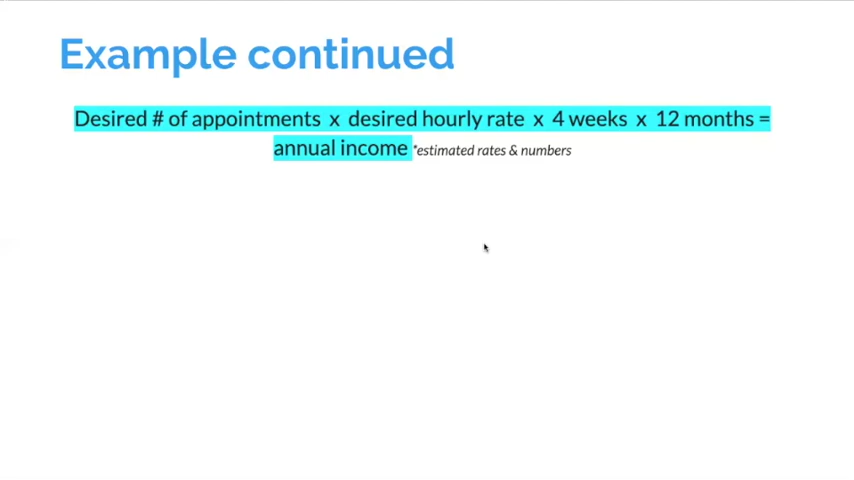 Example continued
Desired # of appointments x desired hourly rate x 4 weeks x 12 months =
annual income *estimated rates & numbers